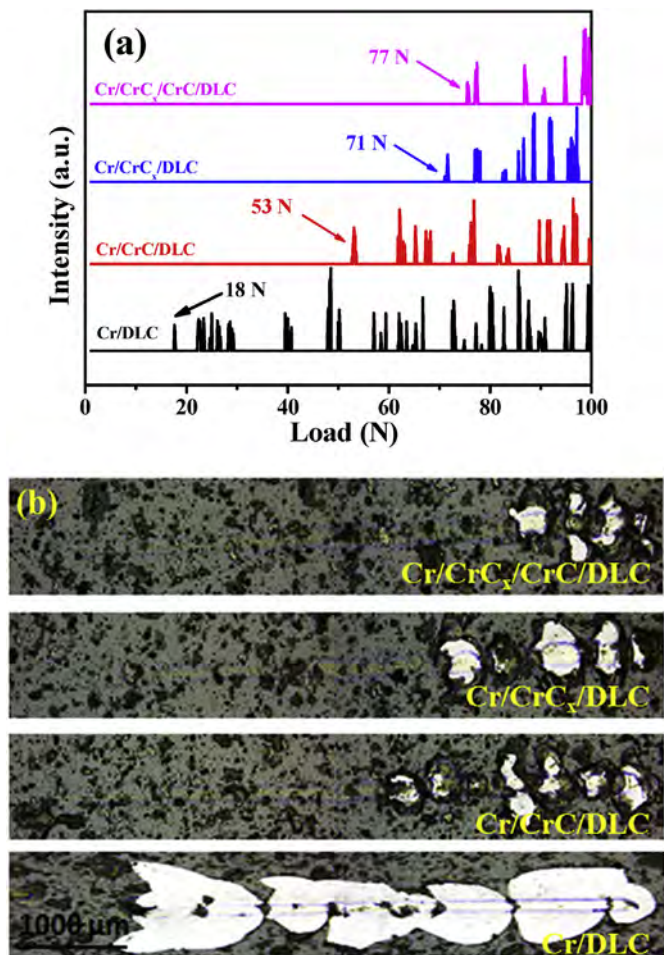 (a)
77 N
Cr/CrCₓ/CrC/DLC
71 N
Cr/CrCₓ/DLC
53 N
Cr/CrC/DLC
18 N
Cr/DLC
Intensity (a.u.)
0 20 40 60 80 100
Load (N)
(b)
Cr/CrCₓ/CrC/DLC
Cr/CrCₓ/DLC
Cr/CrC/DLC
1000 μm
Cr/DLC